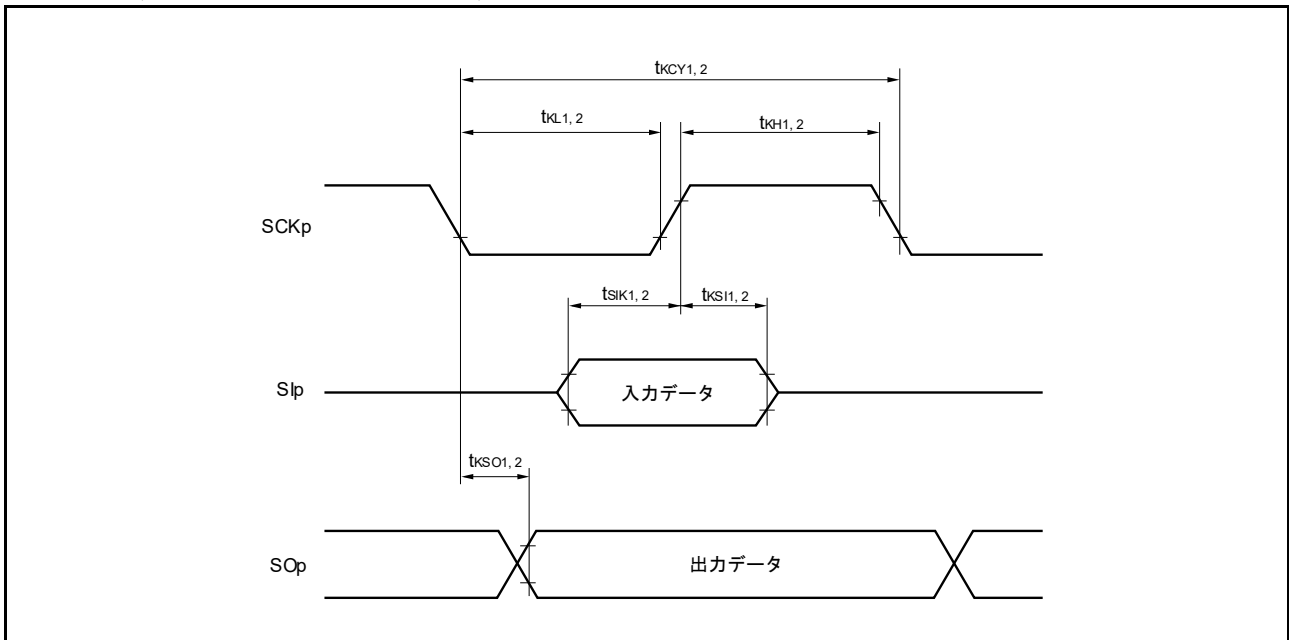 tKCY1, 2
tKL1, 2
tKH1, 2
SCKp
tSIK1, 2
tKSI1, 2
SIp
入力データ
tKSO1, 2
SOp
出力データ